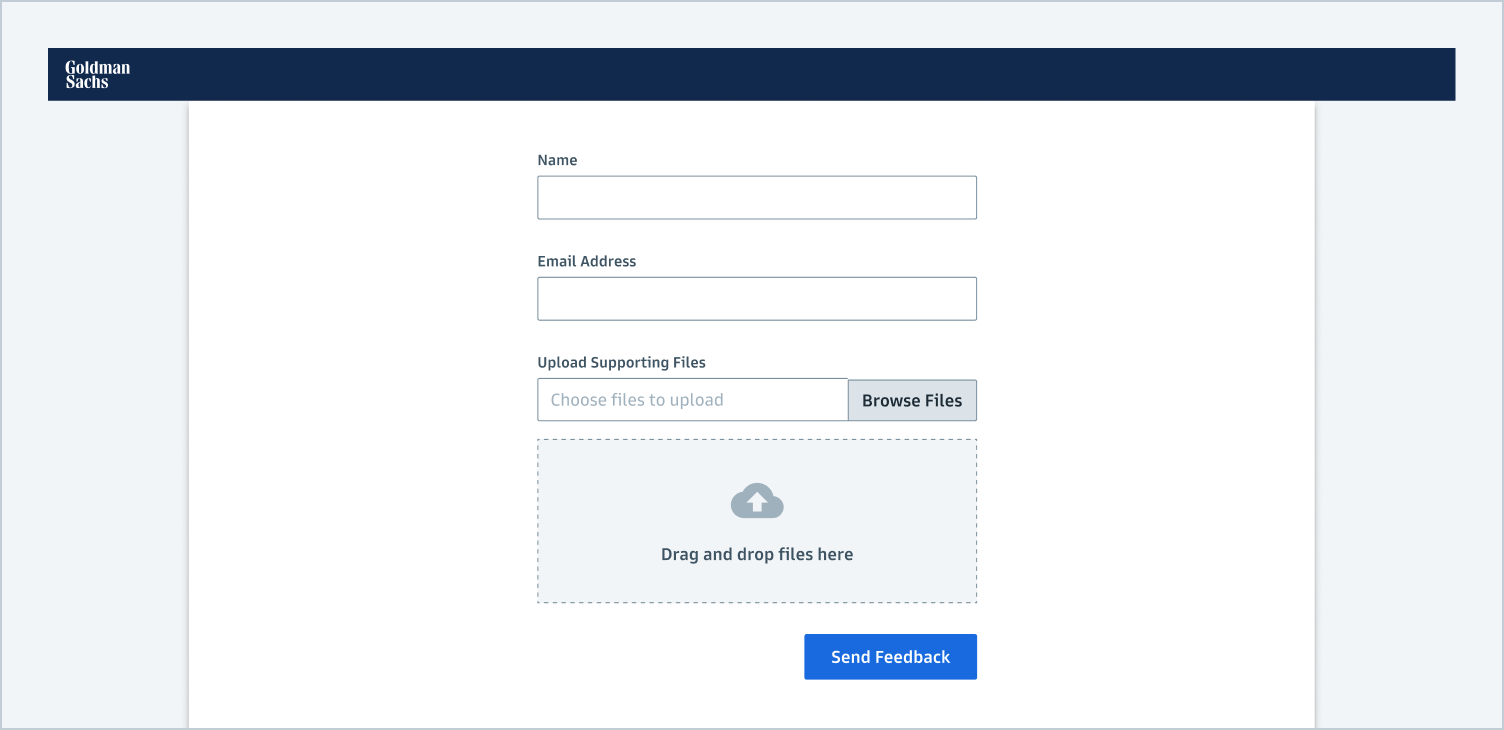 Goldman
Sachs
Name
Email Address
Upload Supporting Files
Choose files to upload
Browse Files
Drag and drop files here
Send Feedback